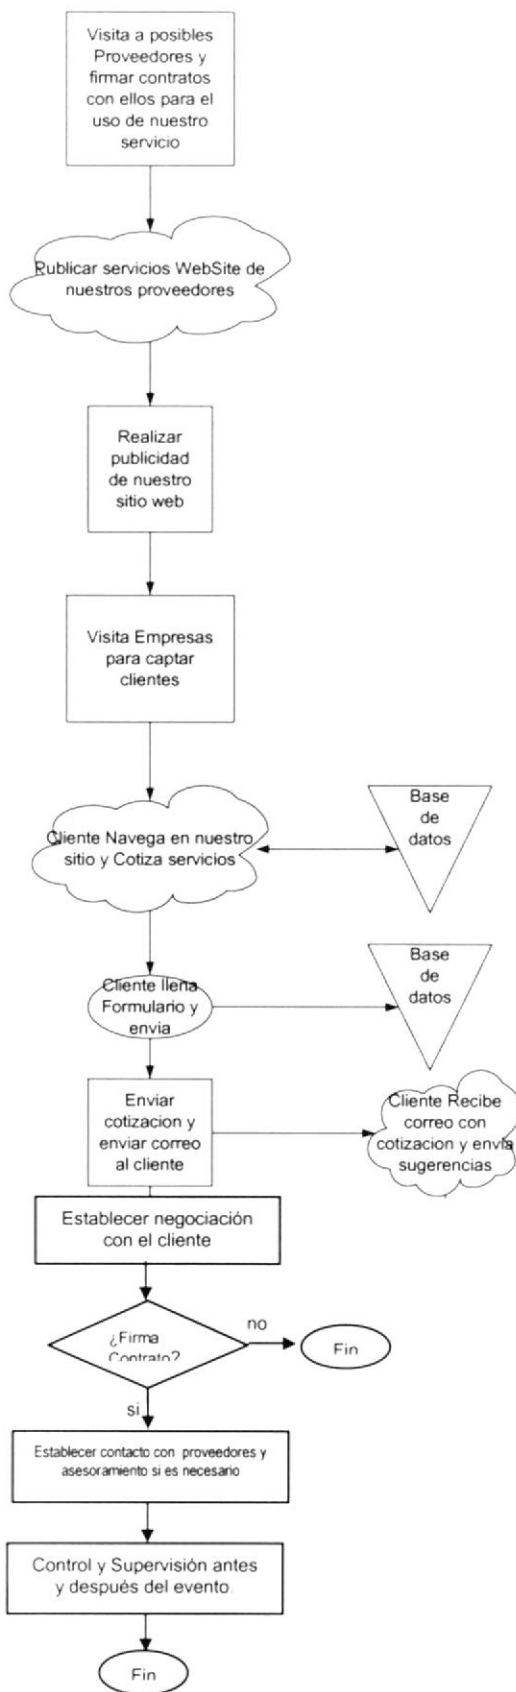 Visita a posibles
Proveedores y
firmar contratos
con ellos para el
uso de nuestro
servicio
Publicar servicios WebSite de
nuestros proveedores
Realizar
publicidad
de nuestro
sitio web
Visita Empresas
para captar
clientes
Cliente Navega en nuestro
sitio y Cotiza servicios
Base
de
datos
Cliente llena
Formulario y
envia
Base
de
datos
Enviar
cotizacion y
enviar correo
al cliente
Cliente Recibe
correo con
cotizacion y envia
sugerencias
Establecer negociación
con el cliente
¿Firma
Contrato?
no
Fin
si
Establecer contacto con proveedores y
asesoramiento si es necesario
Control y Supervisión antes
y después del evento
Fin